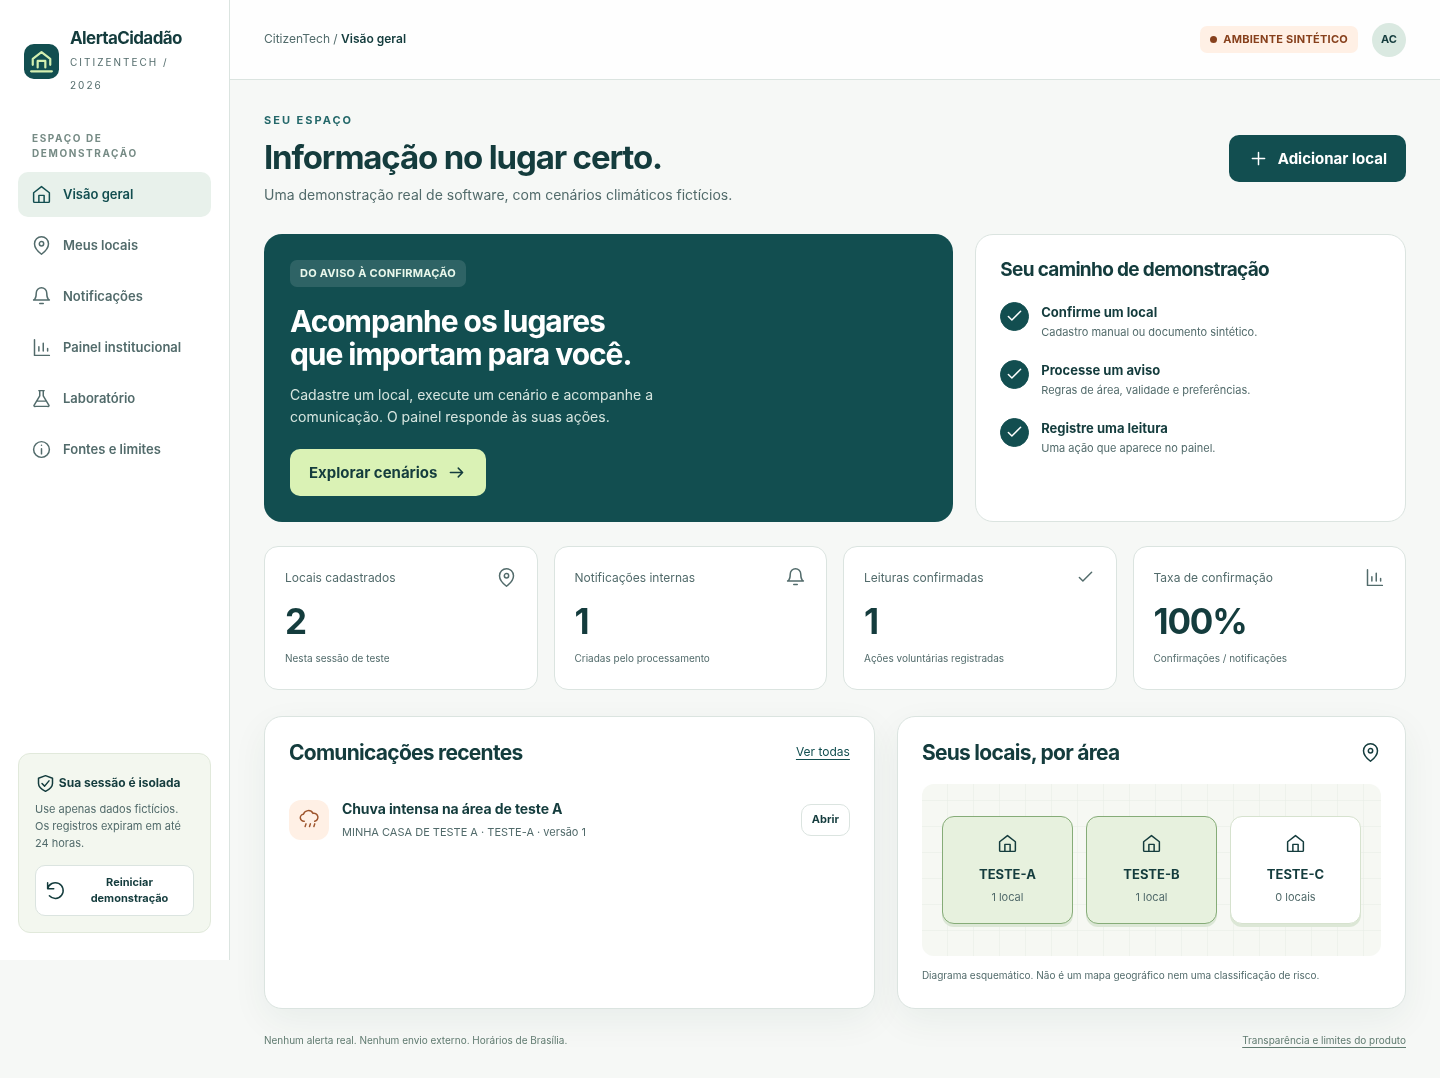 AlertaCidadão
CITIZENTECH /
2026
ESPAÇO DE
DEMONSTRAÇÃO
Visão geral
Meus locais
Notificações
Painel institucional
Laboratório
Fontes e limites
Sua sessão é isolada
Use apenas dados fictícios.
Os registros expiram em até
24 horas.
Reiniciar
demonstração
CitizenTech / Visão geral
AMBIENTE SINTÉTICO
AC
SEU ESPAÇO
Informação no lugar certo.
Uma demonstração real de software, com cenários climáticos fictícios.
Adicionar local
DO AVISO À CONFIRMAÇÃO
Acompanhe os lugares
que importam para você.
Cadastre um local, execute um cenário e acompanhe a
comunicação. O painel responde às suas ações.
Explorar cenários
Seu caminho de demonstração
Confirme um local
Cadastro manual ou documento sintético.
Processe um aviso
Regras de área, validade e preferências.
Registre uma leitura
Uma ação que aparece no painel.
Locais cadastrados
2
Nesta sessão de teste
Notificações internas
1
Criadas pelo processamento
Leituras confirmadas
1
Ações voluntárias registradas
Taxa de confirmação
100%
Confirmações / notificações
Comunicações recentes
Ver todas
Chuva intensa na área de teste A
MINHA CASA DE TESTE A · TESTE-A · versão 1
Abrir
Seus locais, por área
TESTE-A
1 local
TESTE-B
1 local
TESTE-C
0 locais
Diagrama esquemático. Não é um mapa geográfico nem uma classificação de risco.
Nenhum alerta real. Nenhum envio externo. Horários de Brasília.
Transparência e limites do produto